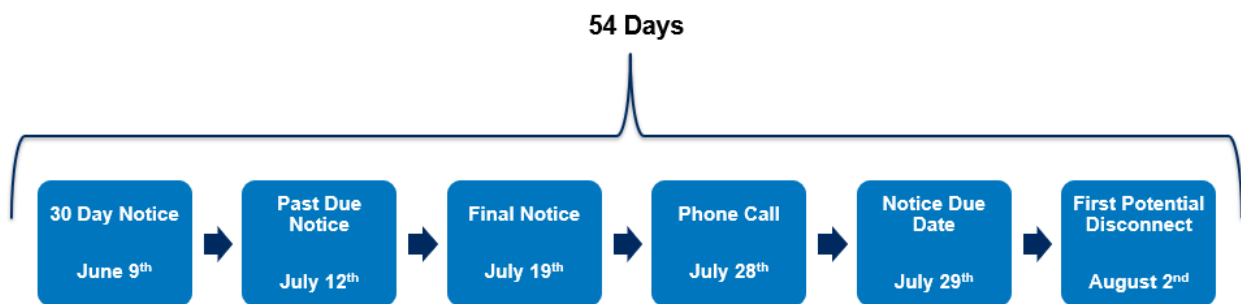 54 Days
30 Day Notice
June 9th
Past Due
Notice
July 12th
Final Notice
July 19th
Phone Call
July 28th
Notice Due
Date
July 29th
First Potential
Disconnect
August 2nd